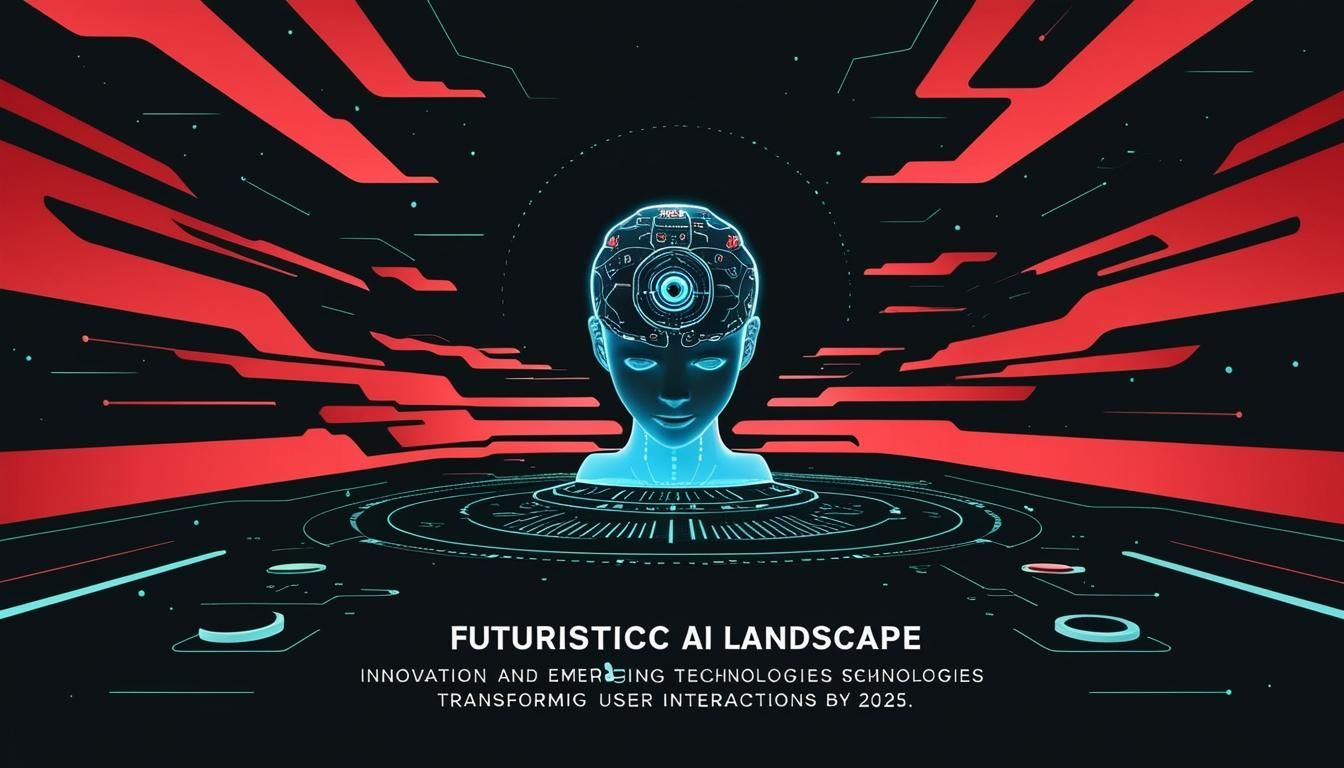 FUTURISTICC AI LANDSCAPE
INNOVATION AND TECHNOLOGIES SCHNOLOGIES
TRANSFORMIG USER INTERACTIONS BY 2025.